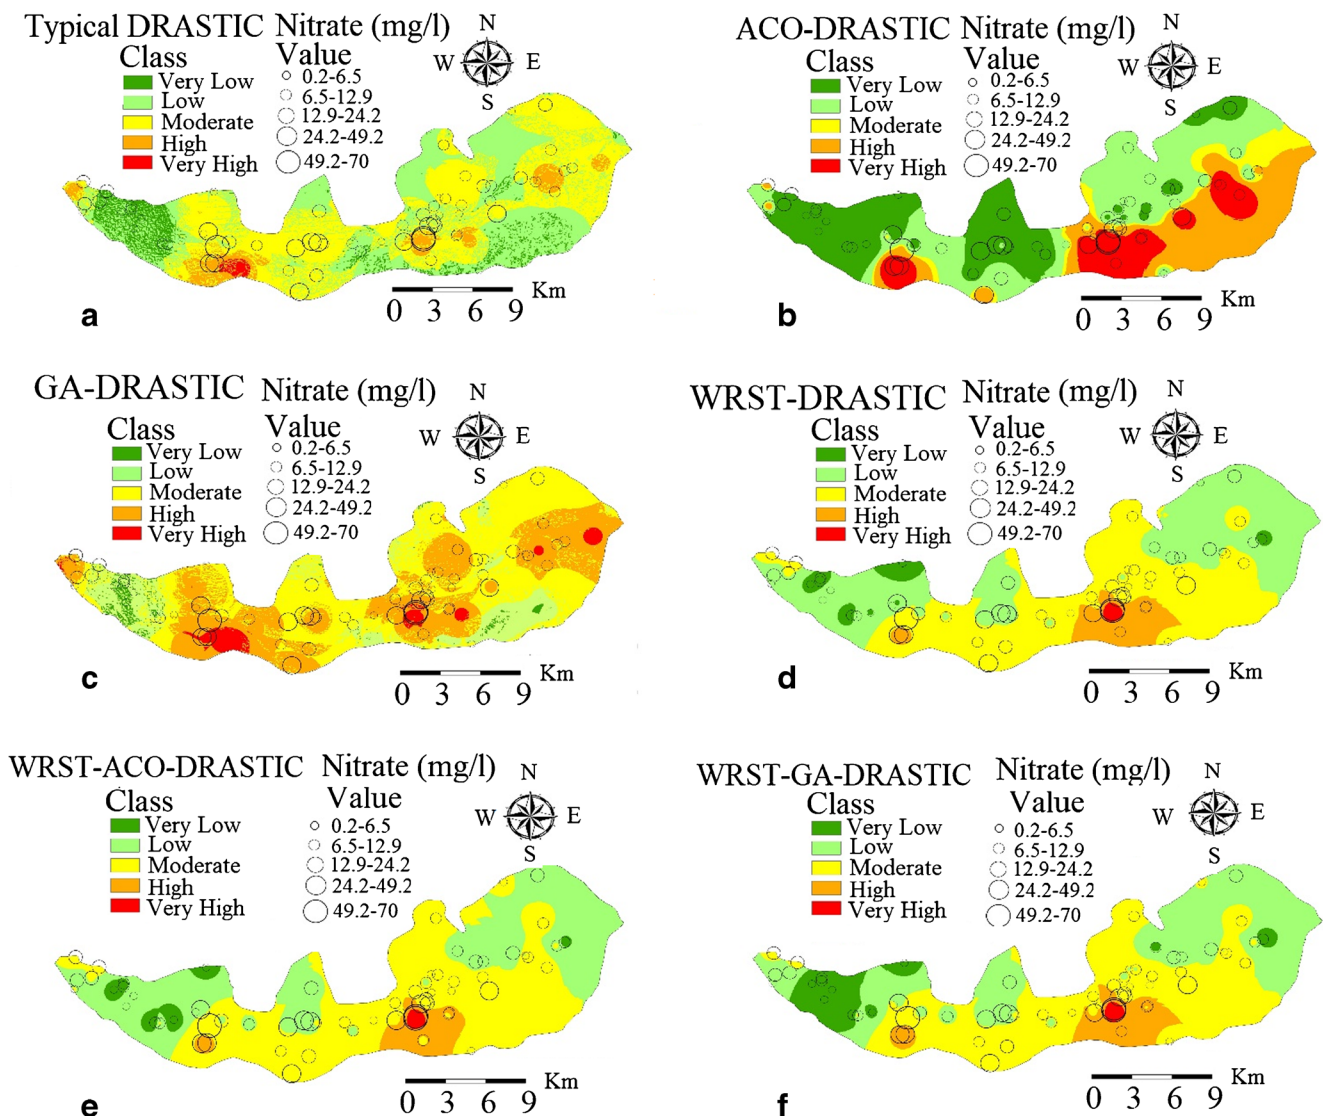 Typical DRASTIC Nitrate (mg/l)
Class Value
Very Low 0.2-6.5
Low 6.5-12.9
Moderate 12.9-24.2
High 24.2-49.2
Very High 49.2-70
N
W E
S
0 3 6 9 Km
a
ACO-DRASTIC Nitrate (mg/l)
Class Value
Very Low 0.2-6.5
Low 6.5-12.9
Moderate 12.9-24.2
High 24.2-49.2
Very High 49.2-70
N
W E
S
0 3 6 9 Km
b
GA-DRASTIC Nitrate (mg/l)
Class Value
Very Low 0.2-6.5
Low 6.5-12.9
Moderate 12.9-24.2
High 24.2-49.2
Very High 49.2-70
N
W E
S
0 3 6 9 Km
c
WRST-DRASTIC Nitrate (mg/l)
Class Value
Very Low 0.2-6.5
Low 6.5-12.9
Moderate 12.9-24.2
High 24.2-49.2
Very High 49.2-70
N
W E
S
0 3 6 9 Km
d
WRST-ACO-DRASTIC Nitrate (mg/l)
Class Value
Very Low 0.2-6.5
Low 6.5-12.9
Moderate 12.9-24.2
High 24.2-49.2
Very High 49.2-70
N
W E
S
0 3 6 9 Km
e
WRST-GA-DRASTIC Nitrate (mg/l)
Class Value
Very Low 0.2-6.5
Low 6.5-12.9
Moderate 12.9-24.2
High 24.2-49.2
Very High 49.2-70
N
W E
S
0 3 6 9 Km
f